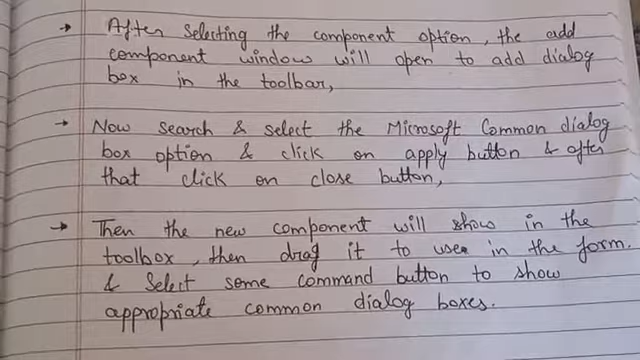 → After selecting the component option, the add
component window will open to add dialog
box in the toolbar,
→ Now search & select the Microsoft Common dialog
box option & click on apply button & after
that click on close button,
→ Then the new component will show in the
toolbox, then drag it to use in the form.
& Select some command button to show
appropriate common dialog boxes.